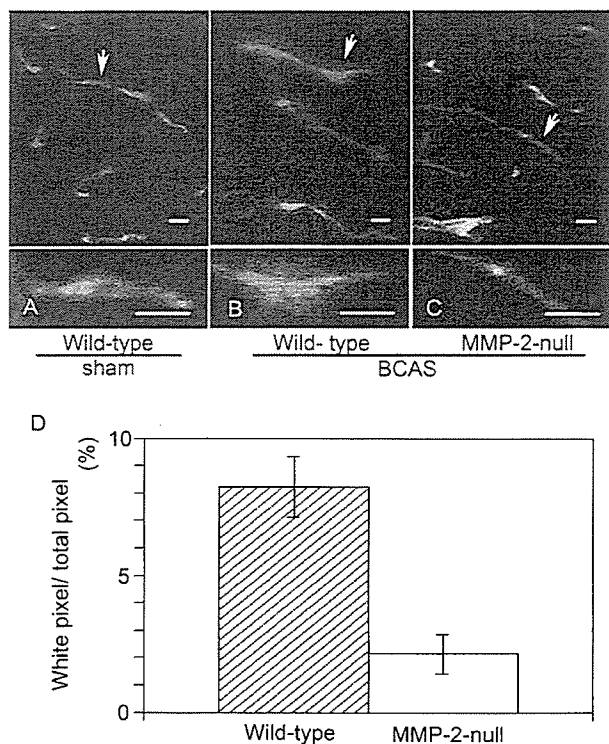 A B C
Wild-type Wild- type MMP-2-null
sham BCAS
D
10
5
0
White pixel/ total pixel (%)
Wild-type MMP-2-null